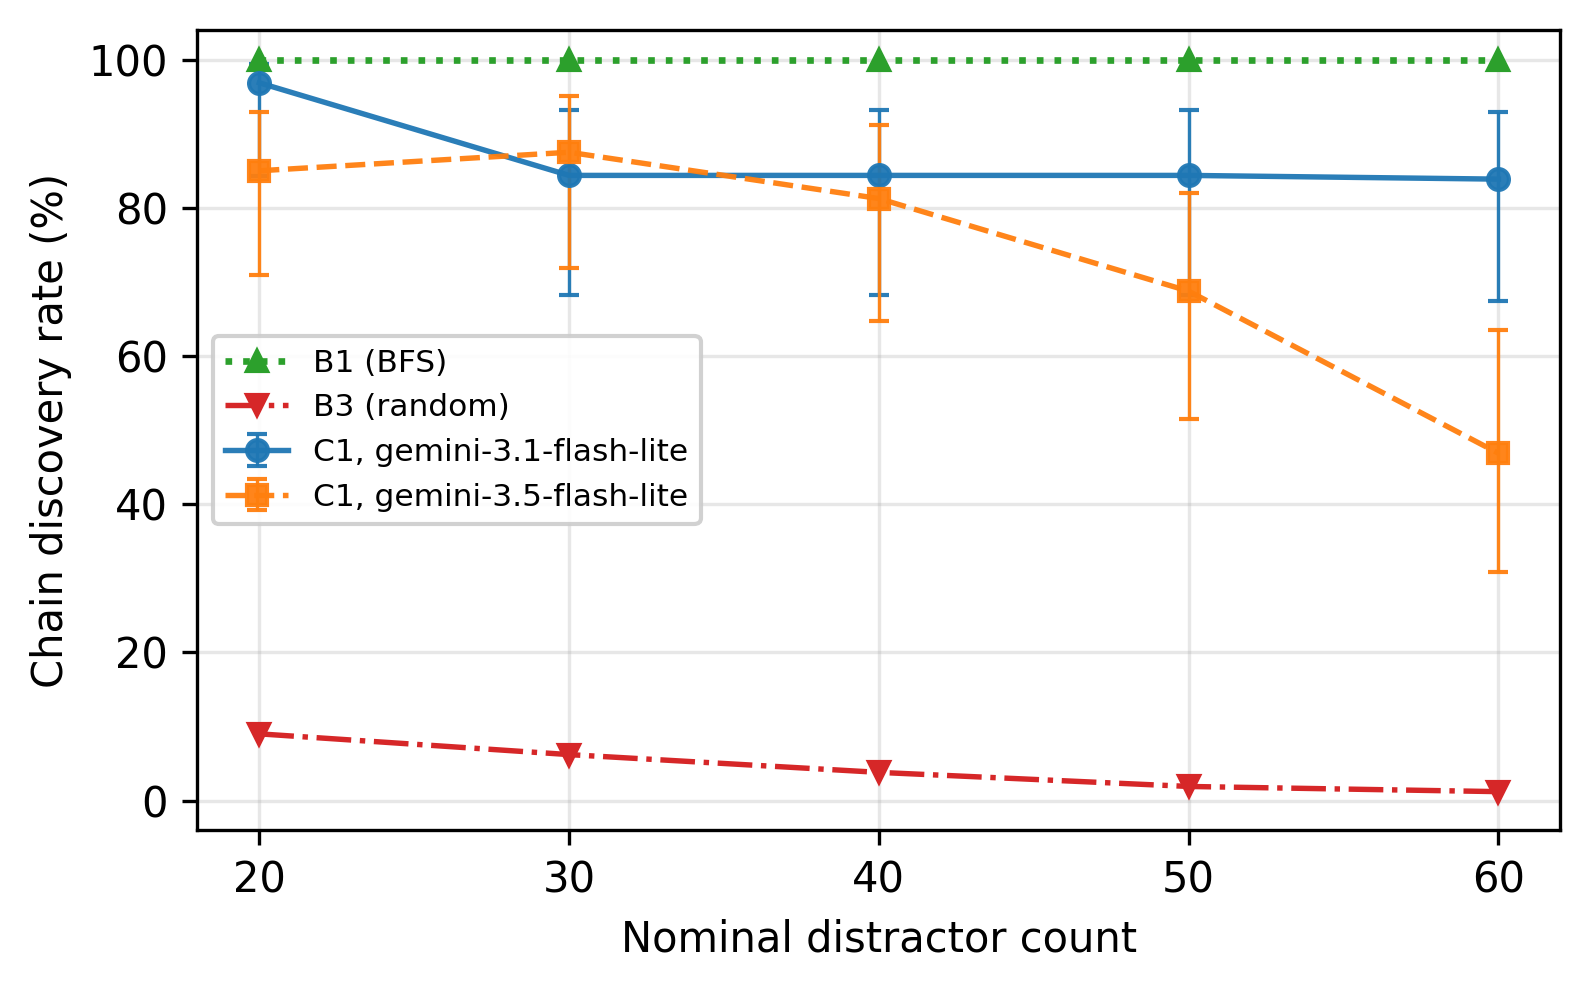 100
80
60
40
20
0
Chain discovery rate (%)
B1 (BFS)
B3 (random)
C1, gemini-3.1-flash-lite
C1, gemini-3.5-flash-lite
20 30 40 50 60
Nominal distractor count